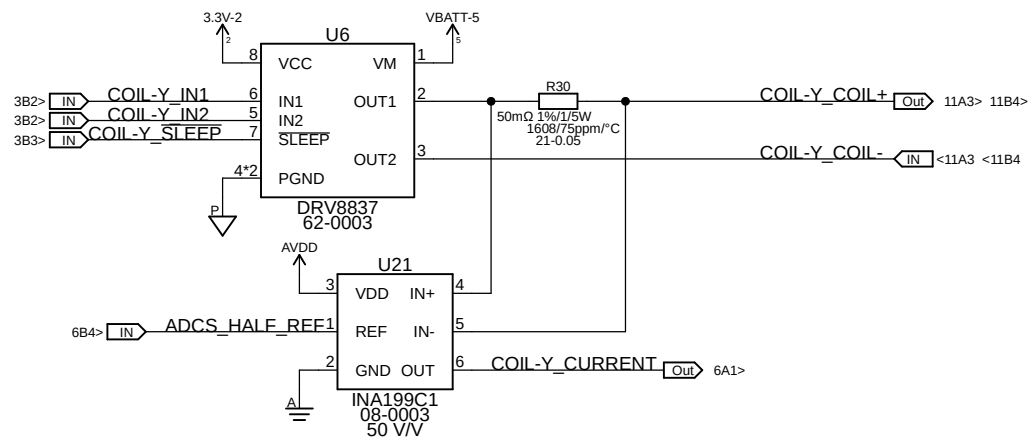 3.3V-2
2
VBATT-5
5
U6
8
VCC
VM
1
3B2> IN COIL-Y_IN1
6
IN1
OUT1
2
R30
50mΩ 1%/1/5W
1608/75ppm/°C
21-0.05
COIL-Y_COIL+
Out
11A3> 11B4>
3B2> IN COIL-Y_IN2
5
IN2
3B3> IN COIL-Y_SLEEP
7
SLEEP
OUT2
3
COIL-Y_COIL-
IN
<11A3 <11B4
4*2
PGND
P
DRV8837
62-0003
AVDD
U21
3
VDD
IN+
4
6B4> IN ADCS_HALF_REF
1
REF
IN-
5
2
GND
OUT
6
COIL-Y_CURRENT
Out
6A1>
A
INA199C1
08-0003
50 V/V